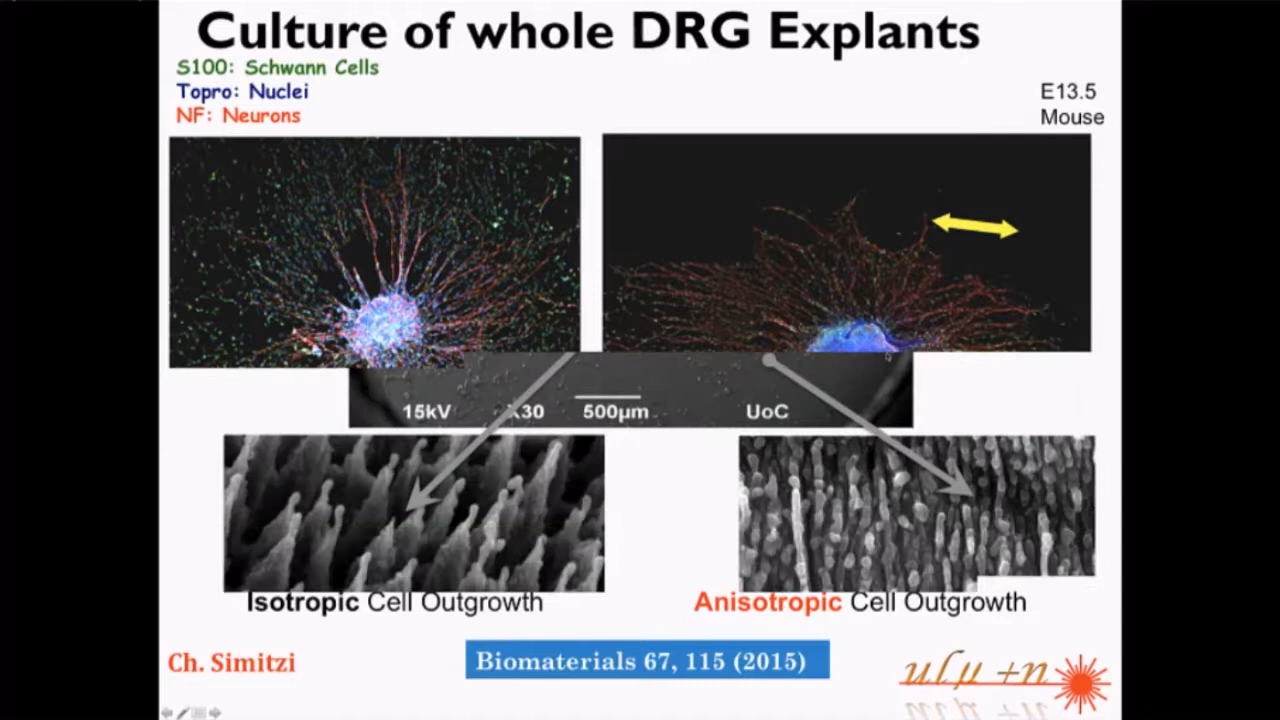 Culture of whole DRG Explants
S100: Schwann Cells
Topro: Nuclei
NF: Neurons
E13.5
Mouse
15kV X30 500µm UoC
Isotropic Cell Outgrowth
Anisotropic Cell Outgrowth
Ch. Simitzi
Biomaterials 67, 115 (2015)